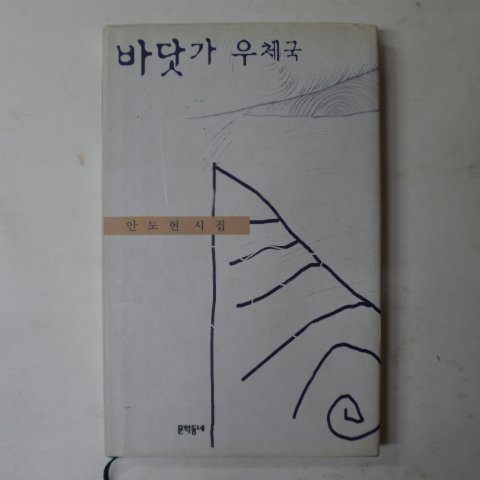 바닷가 우체국
안도현 시집
문학동네